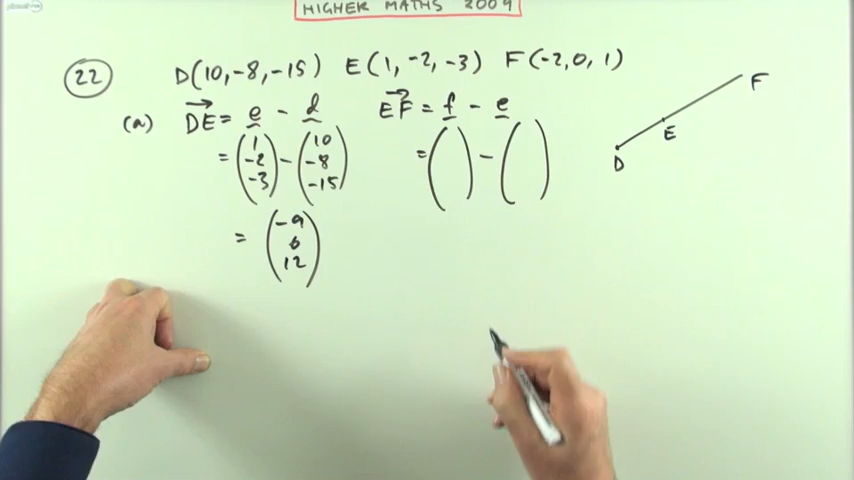 HIGHER MATHS 2009
22 D(10,-8,-15) E(1,-2,-3) F(-2,0,1)
(a) DE = e - d EF = f - e
= (1 -2 -3) - (10 -8 -15) = ( ) - ( )
= (-9 6 12)
D E F